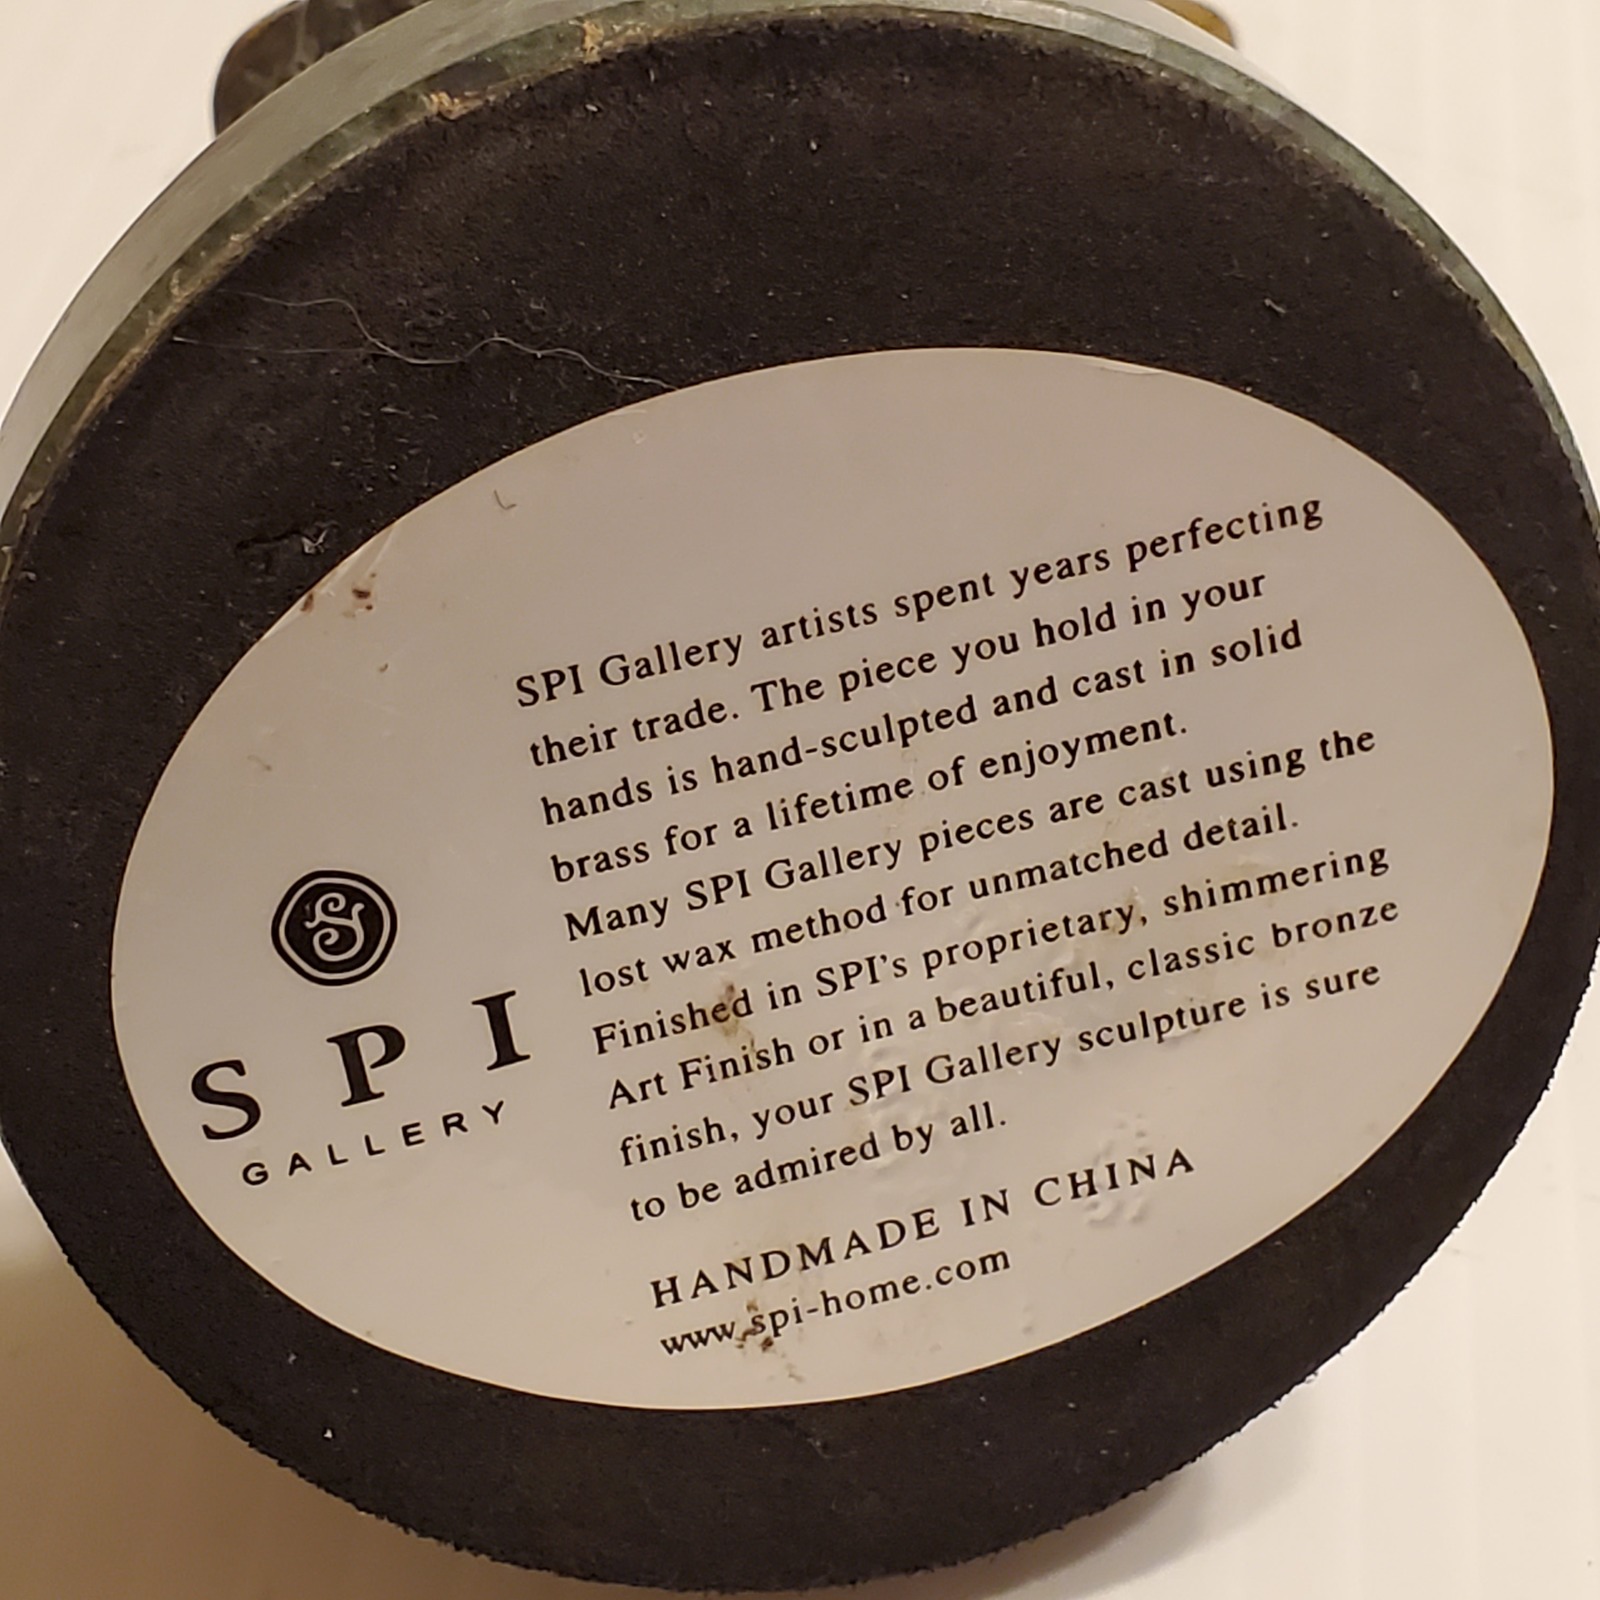 SPI Gallery artists spent years perfecting
their trade. The piece you hold in your
hands is hand-sculpted and cast in solid
brass for a lifetime of enjoyment.
Many SPI Gallery pieces are cast using the
lost wax method for unmatched detail.
Finished in SPI's proprietary, shimmering
Art Finish or in a beautiful, classic bronze
finish, your SPI Gallery sculpture is sure
to be admired by all.
HANDMADE IN CHINA
www.spi-home.com
SPI
GALLERY